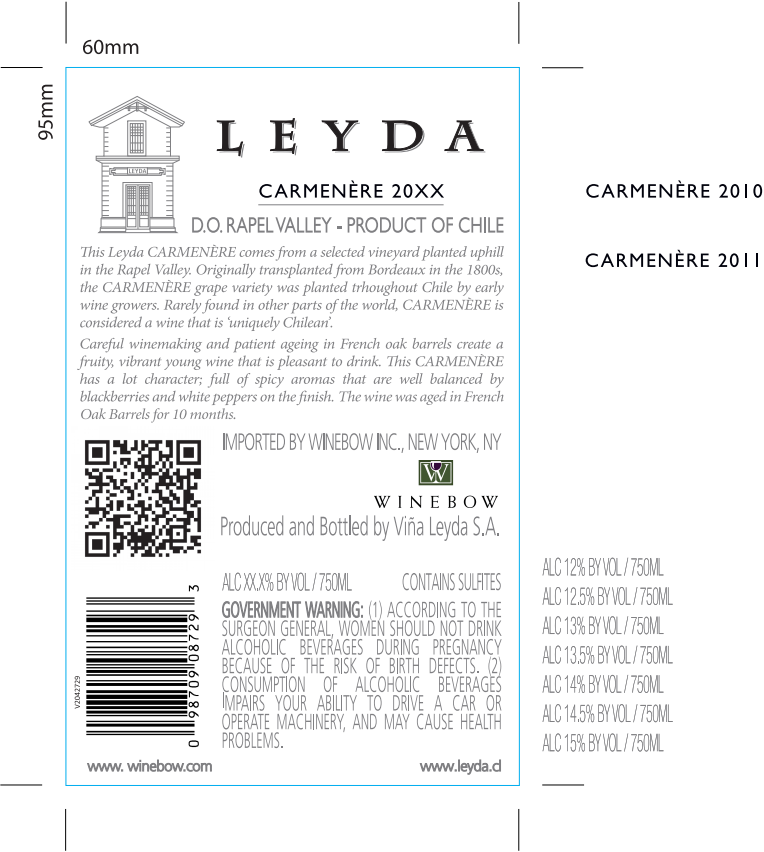 60mm
95mm
LEYDA
LEYDA
CARMENÈRE 20XX
D.O. RAPEL VALLEY - PRODUCT OF CHILE
This Leyda CARMENÈRE comes from a selected vineyard planted uphill
in the Rapel Valley. Originally transplanted from Bordeaux in the 1800s,
the CARMENÈRE grape variety was planted trhoughout Chile by early
wine growers. Rarely found in other parts of the world, CARMENÈRE is
considered a wine that is ‘uniquely Chilean’.
Careful winemaking and patient ageing in French oak barrels create a
fruity, vibrant young wine that is pleasant to drink. This CARMENÈRE
has a lot character; full of spicy aromas that are well balanced by
blackberries and white peppers on the finish. The wine was aged in French
Oak Barrels for 10 months.
IMPORTED BY WINEBOW INC., NEW YORK, NY
W
WINEBOW
Produced and Bottled by Viña Leyda S.A.
ALC XX.X% BY VOL / 750ML CONTAINS SULFITES
GOVERNMENT WARNING: (1) ACCORDING TO THE
SURGEON GENERAL, WOMEN SHOULD NOT DRINK
ALCOHOLIC BEVERAGES DURING PREGNANCY
BECAUSE OF THE RISK OF BIRTH DEFECTS. (2)
CONSUMPTION OF ALCOHOLIC BEVERAGES
IMPAIRS YOUR ABILITY TO DRIVE A CAR OR
OPERATE MACHINERY, AND MAY CAUSE HEALTH
PROBLEMS.
V2042729
0 98709 08729 3
www. winebow.com www.leyda.cl
CARMENÈRE 2010
CARMENÈRE 2011
ALC 12% BY VOL / 750ML
ALC 12.5% BY VOL / 750ML
ALC 13% BY VOL / 750ML
ALC 13.5% BY VOL / 750ML
ALC 14% BY VOL / 750ML
ALC 14.5% BY VOL / 750ML
ALC 15% BY VOL / 750ML